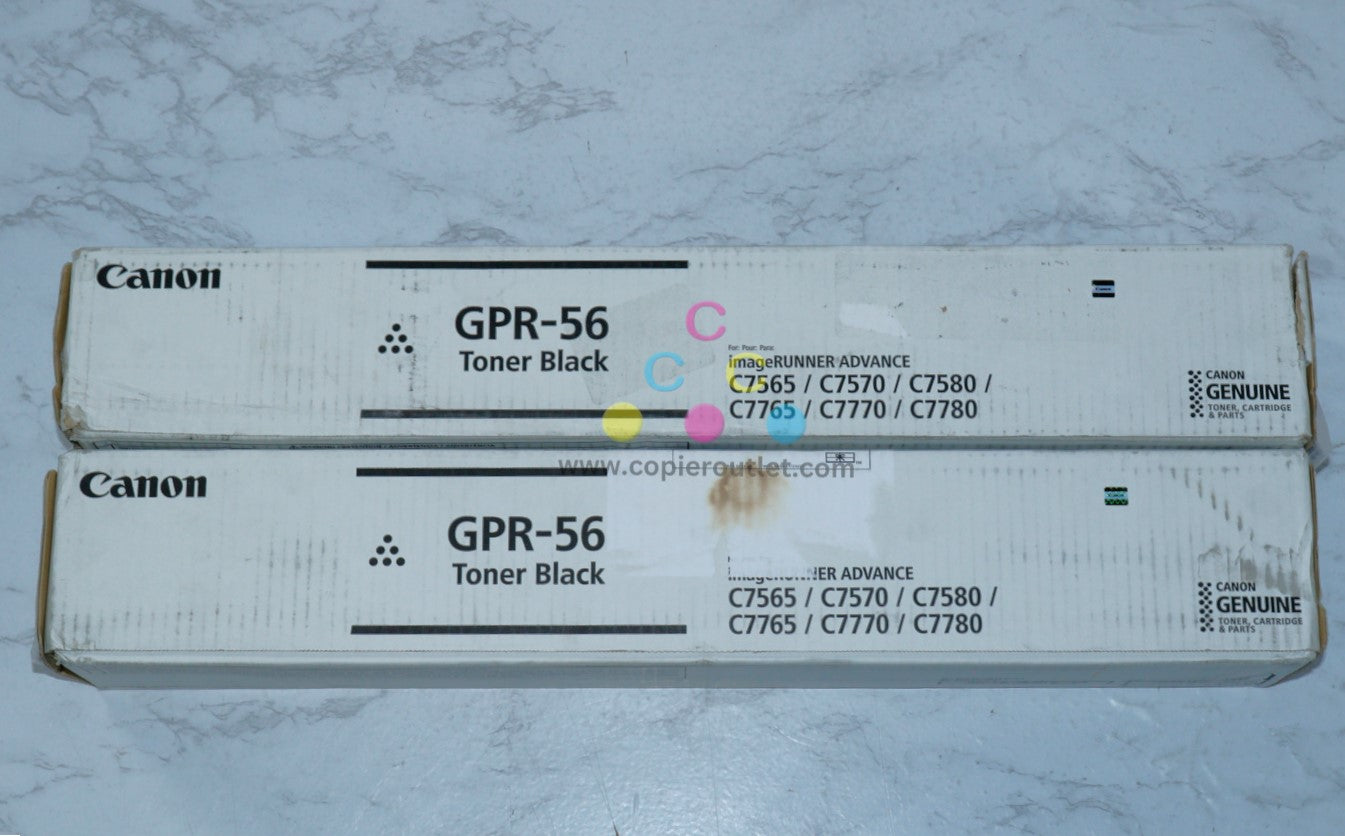 Canon
GPR-56
Toner Black
For: Pour: Para:
imageRUNNER ADVANCE
C7565 / C7570 / C7580 /
C7765 / C7770 / C7780
CANON
GENUINE
TONER, CARTRIDGE
& PARTS
C
C C
www.copieroutlet.com
Canon
GPR-56
Toner Black
imageRUNNER ADVANCE
C7565 / C7570 / C7580 /
C7765 / C7770 / C7780
CANON
GENUINE
TONER, CARTRIDGE
& PARTS